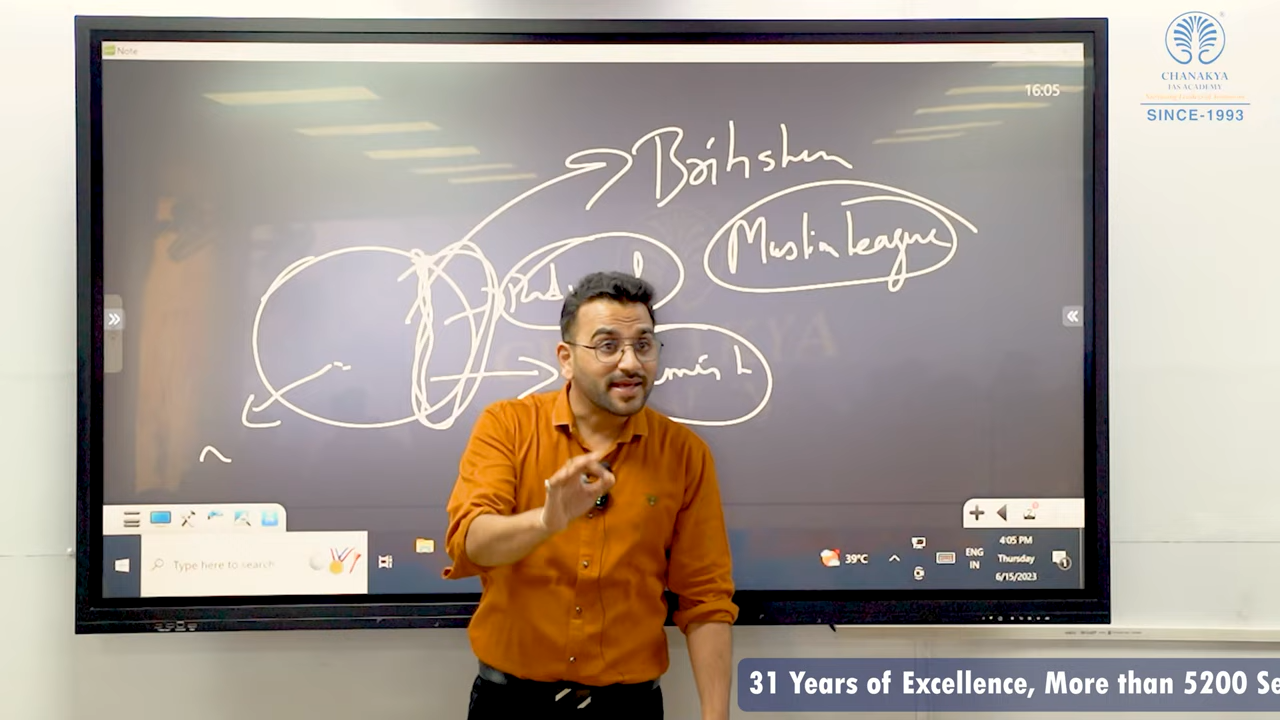 Note
16:05
CHANAKYA
IAS ACADEMY
SINCE-1993
Britishers
Muslim League
Type here to search
39°C
ENG
IN
4:05 PM
Thursday
6/15/2023
31 Years of Excellence, More than 5200 Se